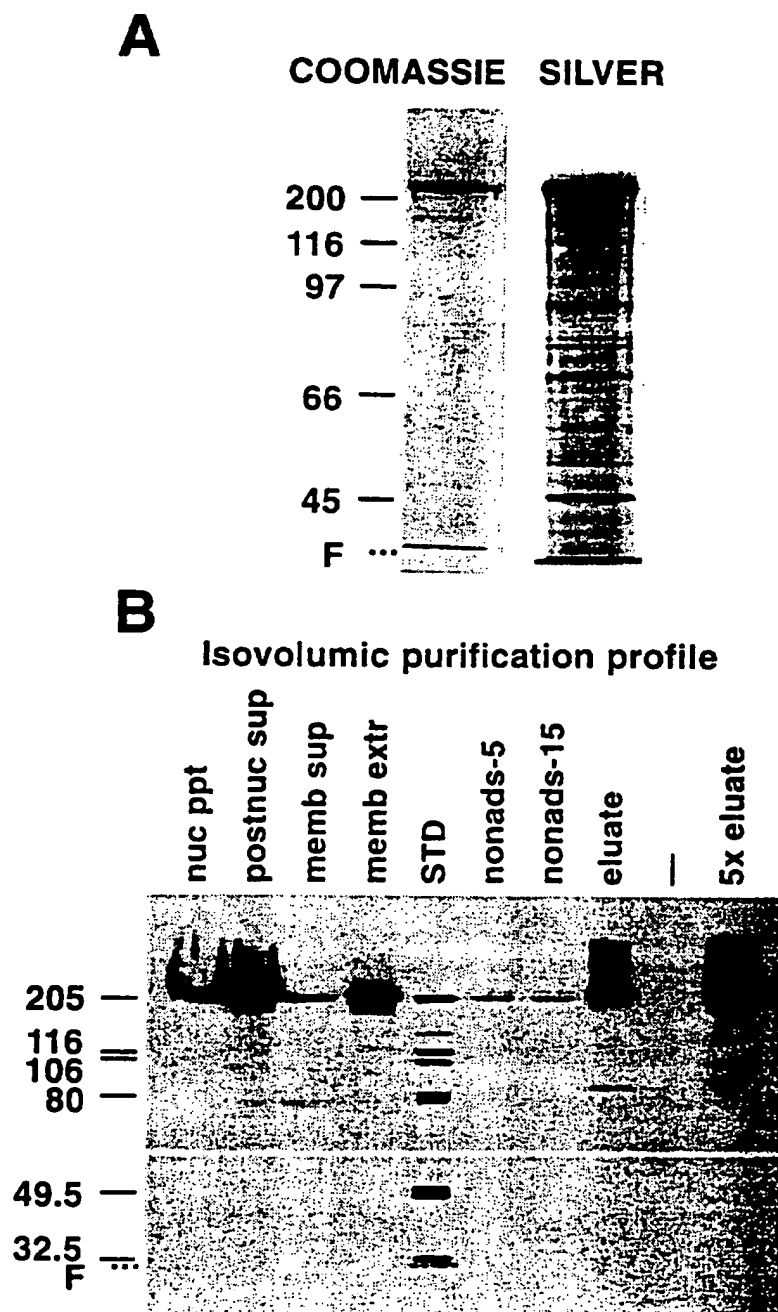 A
COOMASSIE SILVER
200
116
97
66
45
F ...
B
Isovolumic purification profile
nuc ppt
postnuc sup
memb sup
memb extr
STD
nonads-5
nonads-15
eluate
—
5x eluate
205
116
106
80
49.5
32.5
F ...